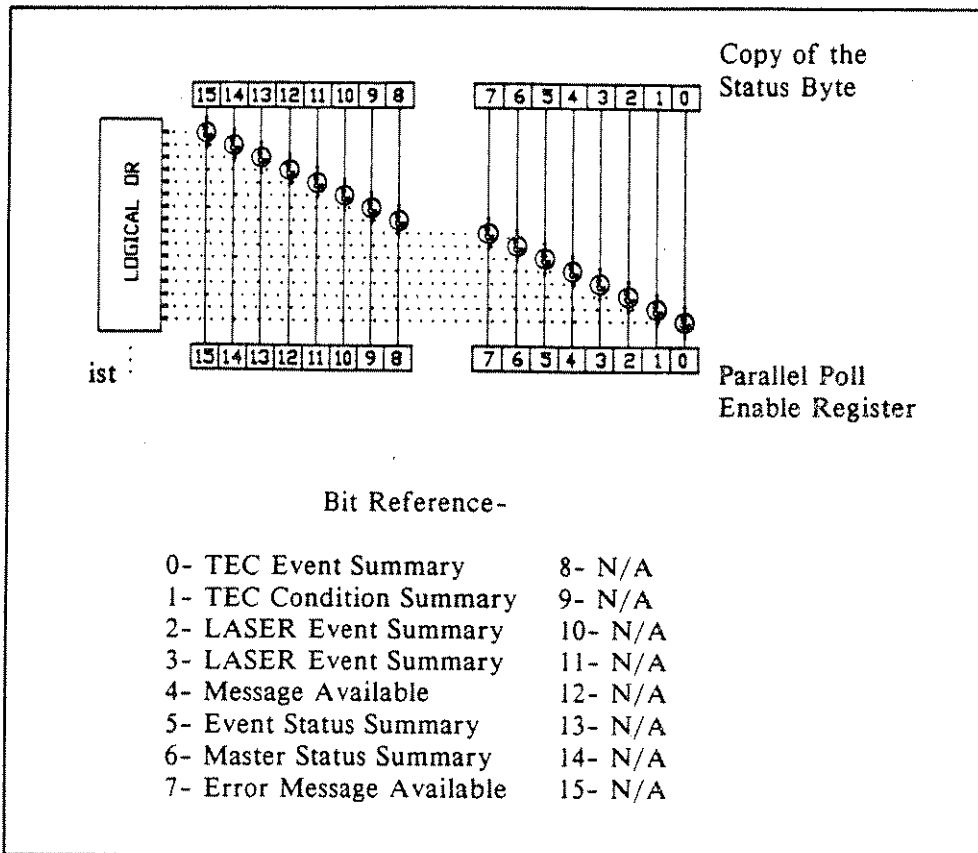 Copy of the
Status Byte
15 14 13 12 11 10 9 8
7 6 5 4 3 2 1 0
LOGICAL OR
15 14 13 12 11 10 9 8
7 6 5 4 3 2 1 0
ist
Parallel Poll
Enable Register
Bit Reference-
0- TEC Event Summary 8- N/A
1- TEC Condition Summary 9- N/A
2- LASER Event Summary 10- N/A
3- LASER Event Summary 11- N/A
4- Message Available 12- N/A
5- Event Status Summary 13- N/A
6- Master Status Summary 14- N/A
7- Error Message Available 15- N/A